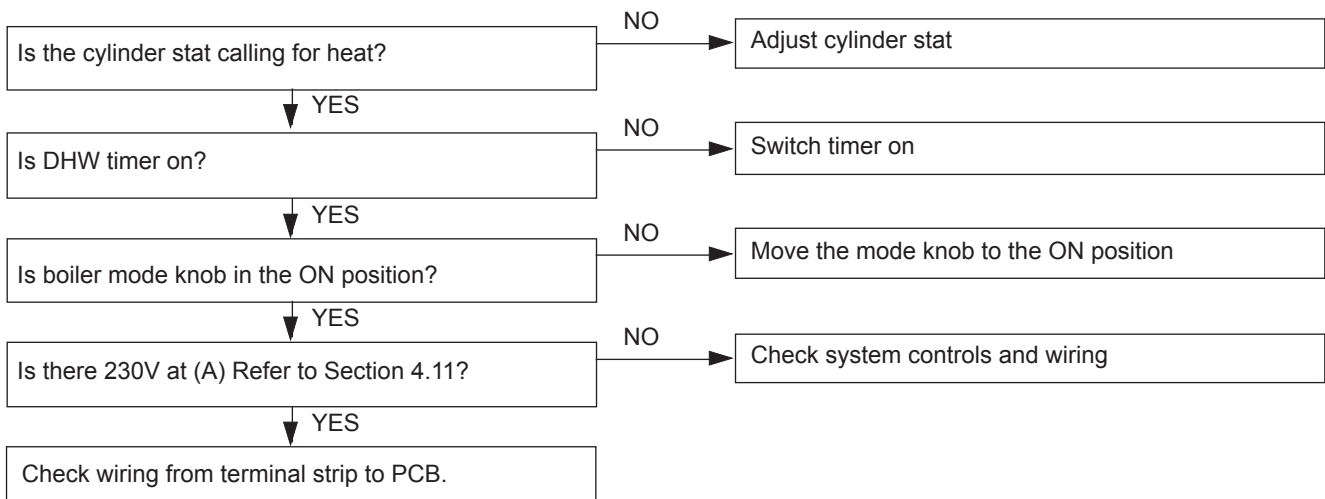 NO
Is the cylinder stat calling for heat?
Adjust cylinder stat
YES
NO
Is DHW timer on?
Switch timer on
YES
NO
Is boiler mode knob in the ON position?
Move the mode knob to the ON position
YES
NO
Is there 230V at (A) Refer to Section 4.11?
Check system controls and wiring
YES
Check wiring from terminal strip to PCB.